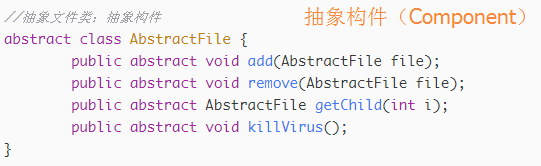 //抽象文件类：抽象构件
抽象构件（Component）
abstract class AbstractFile {
public abstract void add(AbstractFile file);
public abstract void remove(AbstractFile file);
public abstract AbstractFile getChild(int i);
public abstract void killVirus();
}